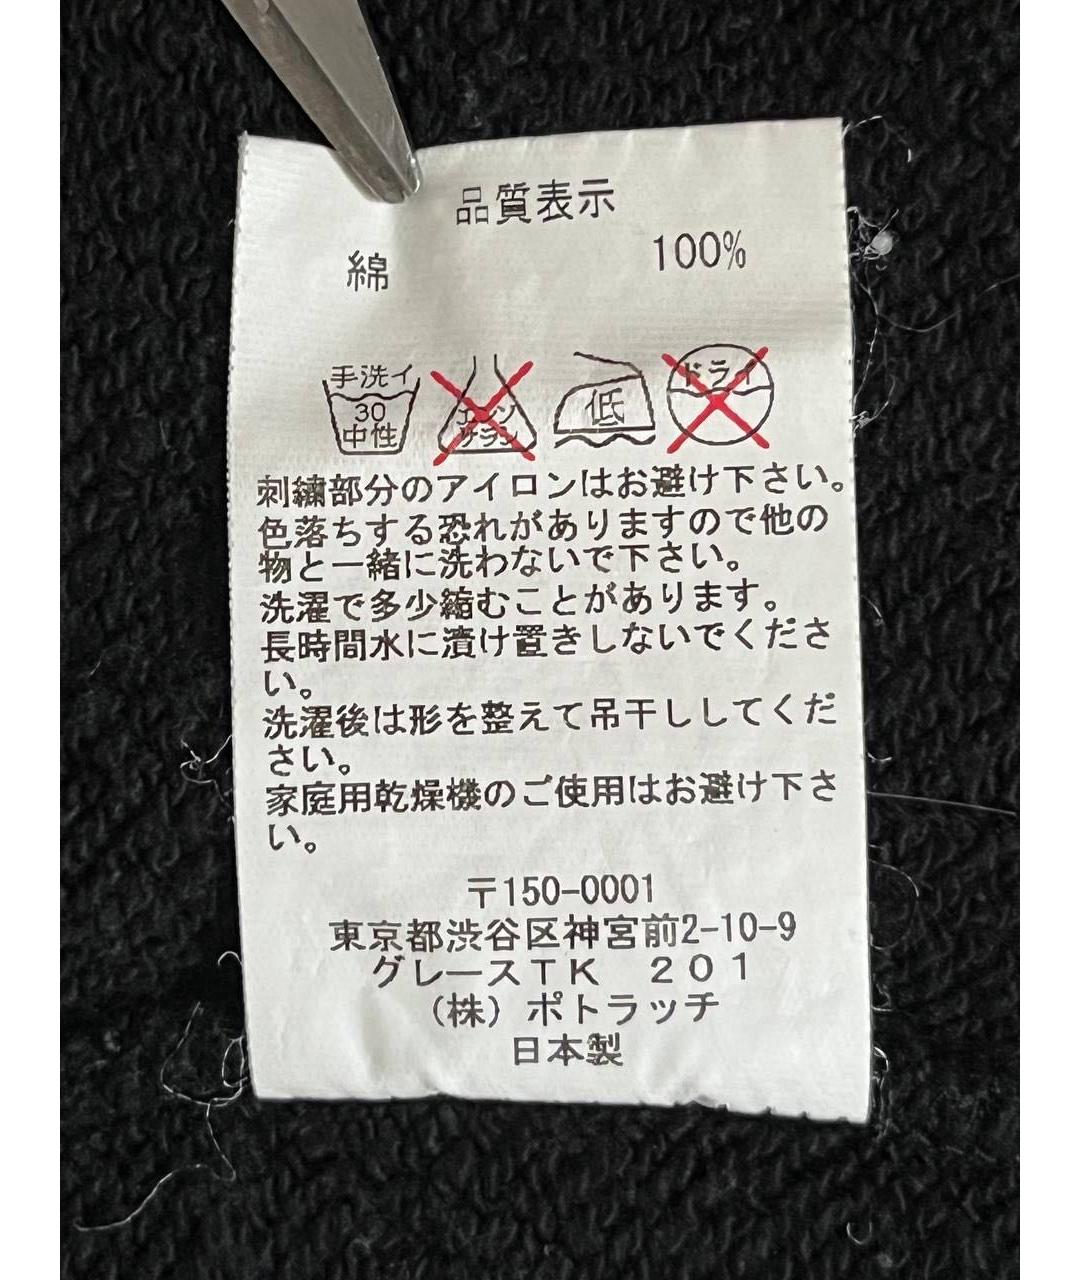 品質表示
綿 100%
手洗イ
30
中性
エンソ
サラシ
低
ドライ
刺繍部分のアイロンはお避け下さい。
色落ちする恐れがありますので他の
物と一緒に洗わないで下さい。
洗濯で多少縮むことがあります。
長時間水に漬け置きしないでくださ
い。
洗濯後は形を整えて吊干ししてくだ
さい。
家庭用乾燥機のご使用はお避け下さ
い。
〒150-0001
東京都渋谷区神宮前2-10-9
グレースTK 201
(株)ポトラッチ
日本製